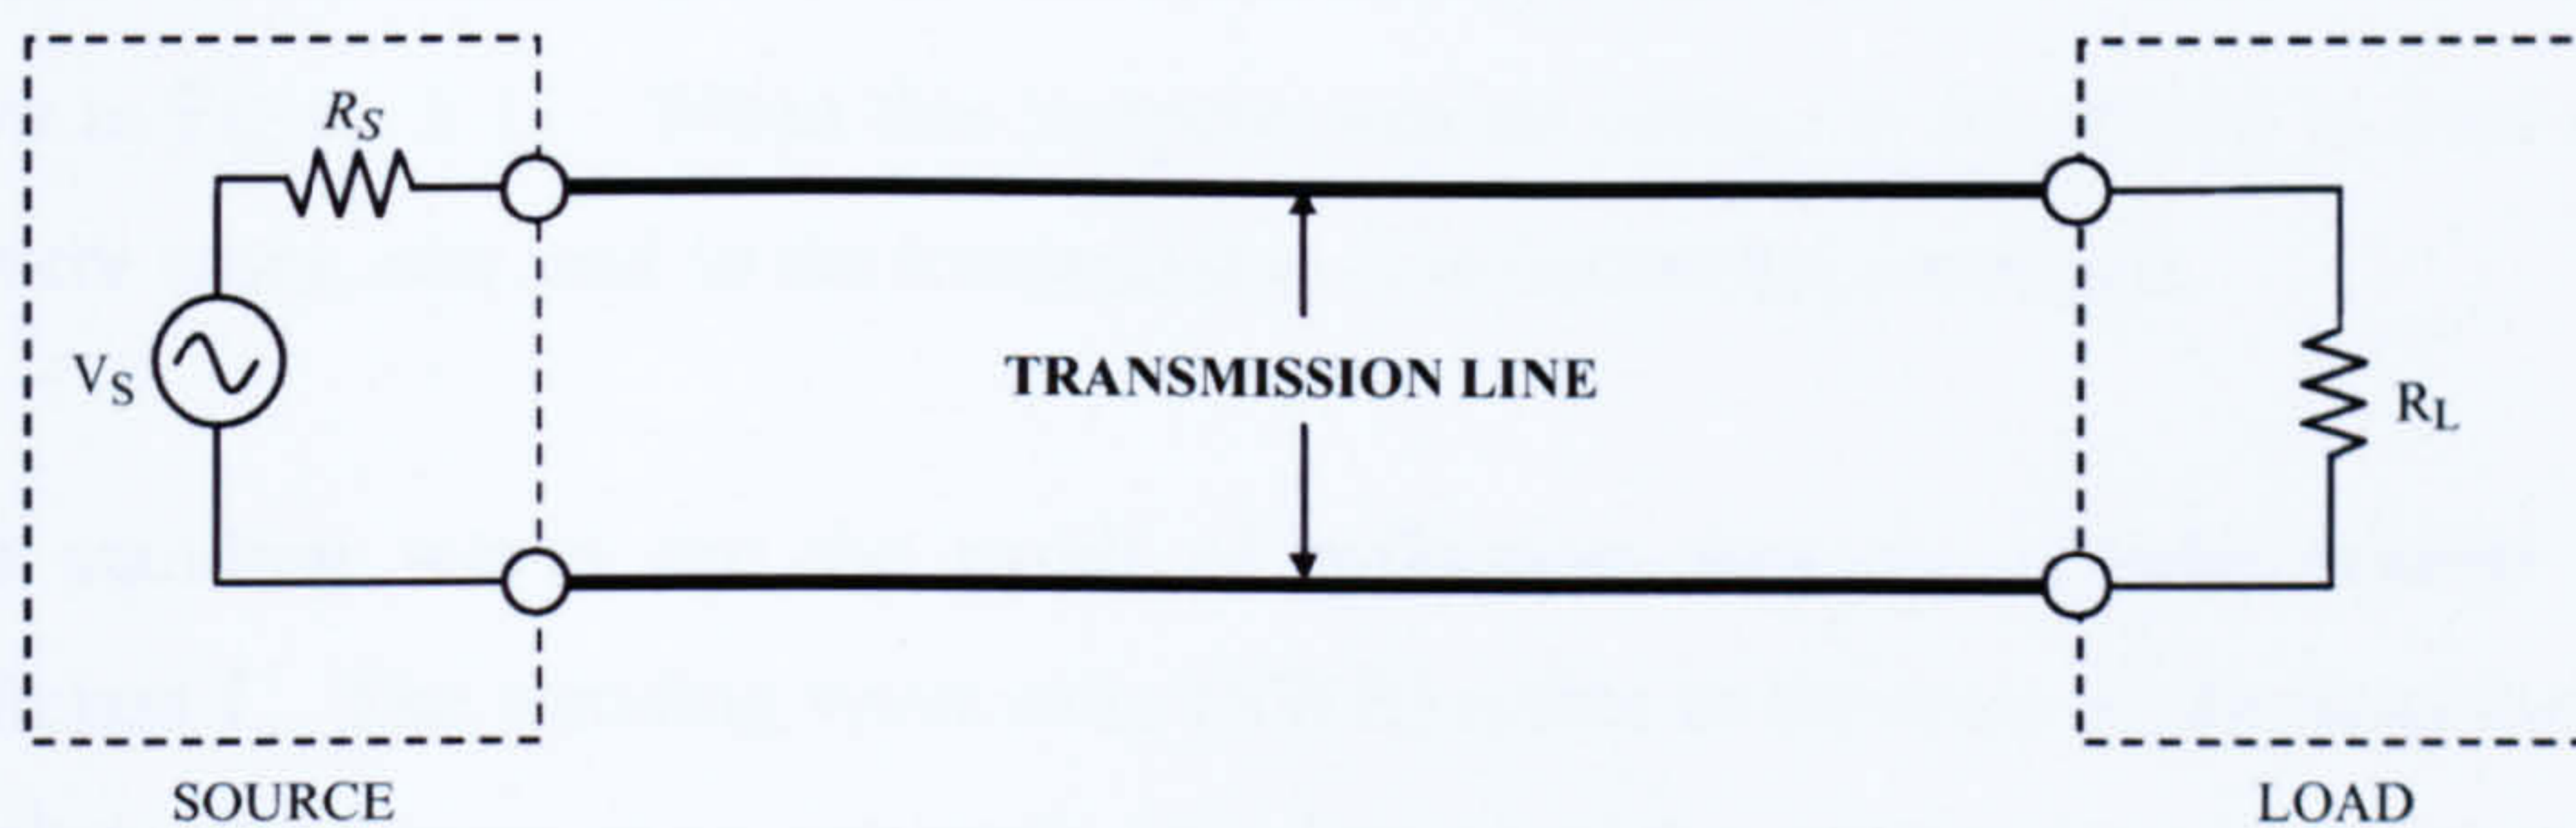 R_S
V_S
TRANSMISSION LINE
R_L
SOURCE
LOAD